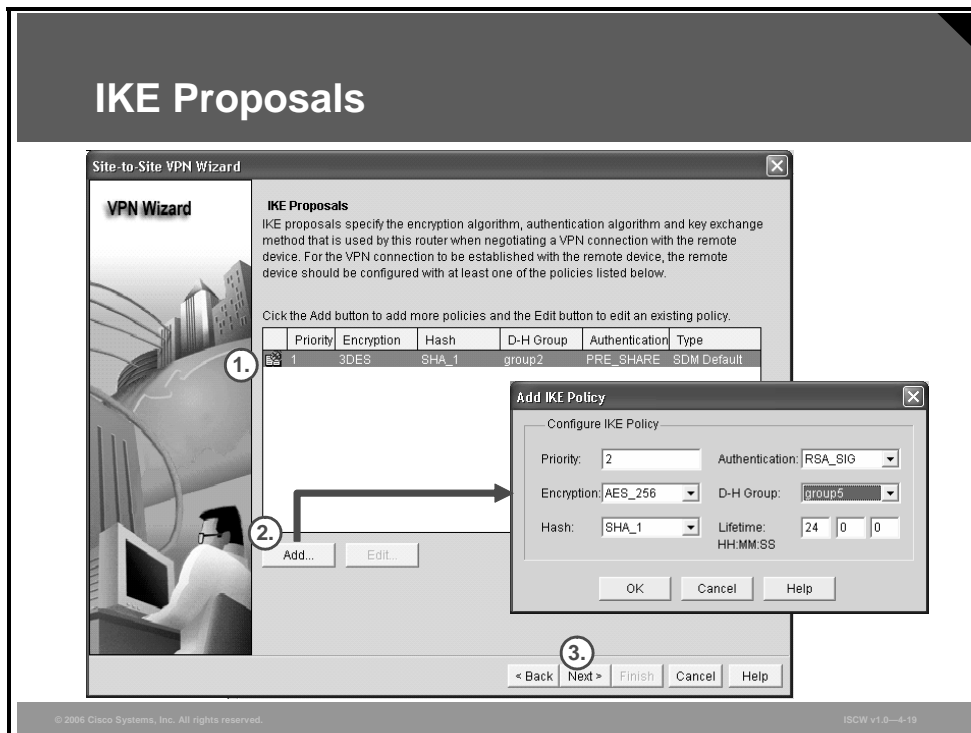 IKE Proposals
Site-to-Site VPN Wizard
VPN Wizard
IKE Proposals
IKE proposals specify the encryption algorithm, authentication algorithm and key exchange
method that is used by this router when negotiating a VPN connection with the remote
device. For the VPN connection to be established with the remote device, the remote
device should be configured with at least one of the policies listed below.
Cick the Add button to add more policies and the Edit button to edit an existing policy.
Priority Encryption Hash D-H Group Authentication Type
1. 1 3DES SHA_1 group2 PRE_SHARE SDM Default
Add IKE Policy
Configure IKE Policy
Priority: 2 Authentication: RSA_SIG
Encryption: AES_256 D-H Group: group5
Hash: SHA_1 Lifetime: 24 0 0
HH:MM:SS
2.
Add... Edit...
OK Cancel Help
3.
< Back Next > Finish Cancel Help
© 2006 Cisco Systems, Inc. All rights reserved. ISCW v1.0—4-19